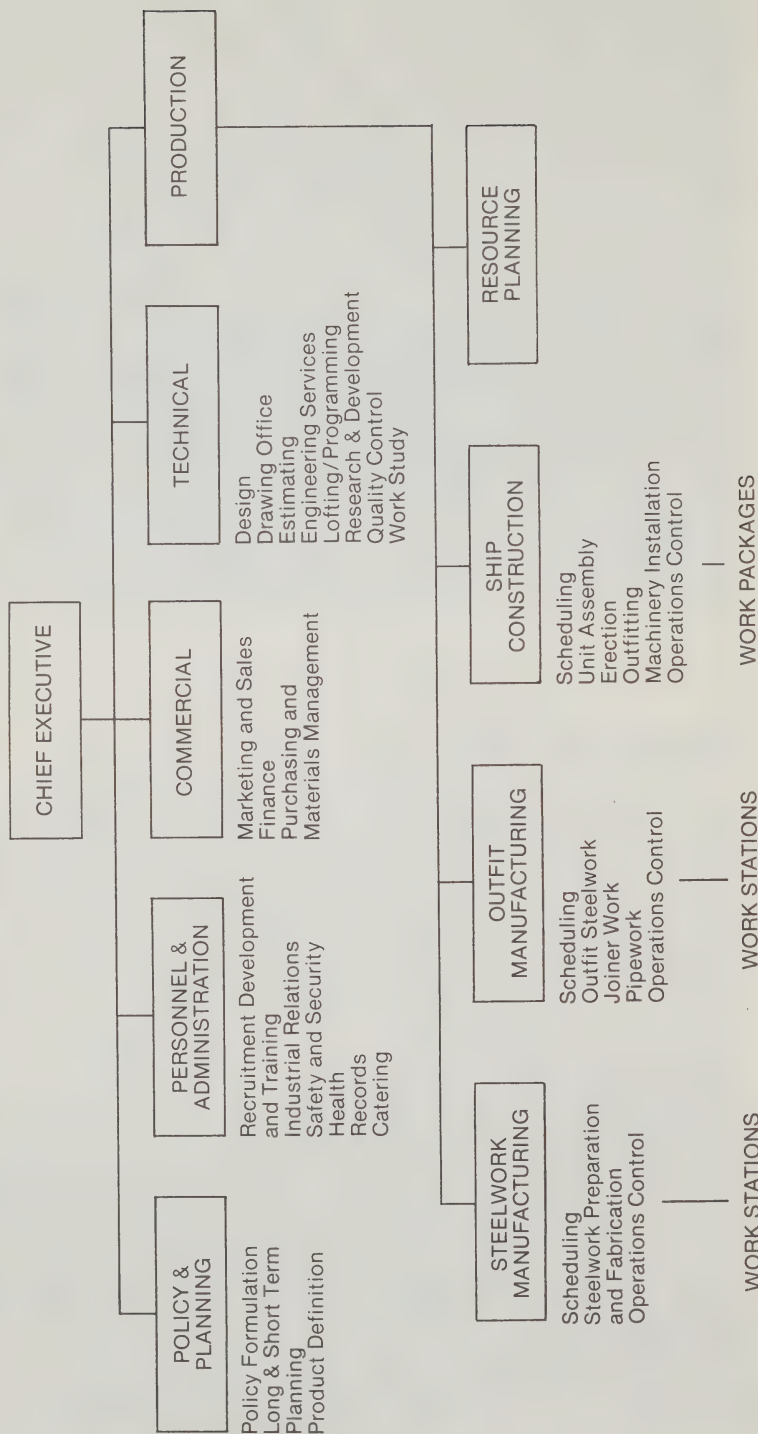 CHIEF EXECUTIVE
POLICY &
PLANNING
Policy Formulation
Long & Short Term
Planning
Product Definition
PERSONNEL &
ADMINISTRATION
Recruitment Development
and Training
Industrial Relations
Safety and Security
Health
Records
Catering
COMMERCIAL
Marketing and Sales
Finance
Purchasing and
Materials Management
TECHNICAL
Design
Drawing Office
Estimating
Engineering Services
Lofting/Programming
Research & Development
Quality Control
Work Study
PRODUCTION
STEELWORK
MANUFACTURING
Scheduling
Steelwork Preparation
and Fabrication
Operations Control
WORK STATIONS
OUTFIT
MANUFACTURING
Scheduling
Outfit Steelwork
Joiner Work
Pipework
Operations Control
WORK STATIONS
SHIP
CONSTRUCTION
Scheduling
Unit Assembly
Erection
Outfitting
Machinery Installation
Operations Control
WORK PACKAGES
RESOURCE
PLANNING